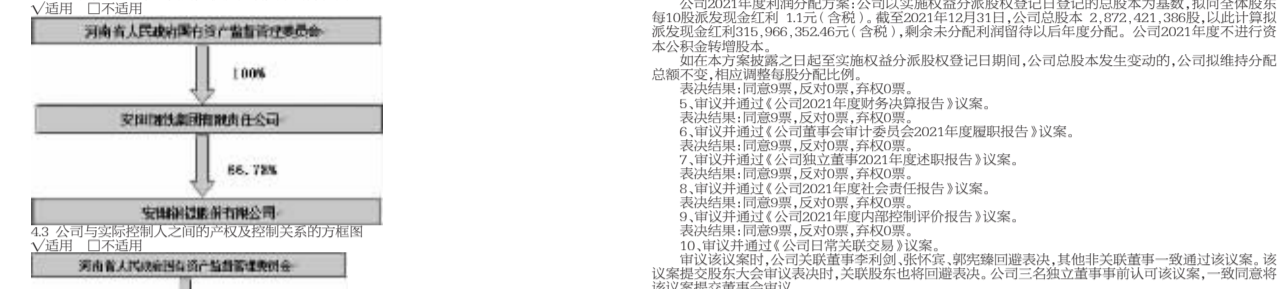 √适用 □不适用
河南省人民政府国有资产监督管理委员会
100%
安阳钢铁集团有限责任公司
66.78%
安阳钢铁股份有限公司
4.3 公司与实际控制人之间的产权及控制关系的方框图
√适用 □不适用
河南省人民政府国有资产监督管理委员会
公司2021年度利润分配方案:公司以实施权益分派股权登记日登记的总股本为基数,拟向全体股东
每10股派发现金红利 1.1元(含税)。截至2021年12月31日,公司总股本 2,872,421,386股,以此计算拟
派发现金红利315,966,352.46元(含税),剩余未分配利润留待以后年度分配。 公司2021年度不进行资
本公积金转增股本。
如在本方案披露之日起至实施权益分派股权登记日期间,公司总股本发生变动的,公司拟维持分配
总额不变,相应调整每股分配比例。
表决结果:同意9票,反对0票,弃权0票。
5、审议并通过《公司2021年度财务决算报告》议案。
表决结果:同意9票,反对0票,弃权0票。
6、审议并通过《公司董事会审计委员会2021年度履职报告》议案。
表决结果:同意9票,反对0票,弃权0票。
7、审议并通过《公司独立董事2021年度述职报告》议案。
表决结果:同意9票,反对0票,弃权0票。
8、审议并通过《公司2021年度社会责任报告》议案。
表决结果:同意9票,反对0票,弃权0票。
9、审议并通过《公司2021年度内部控制评价报告》议案。
表决结果:同意9票,反对0票,弃权0票。
10、审议并通过《公司日常关联交易》议案。
审议该议案时,公司关联董事李利剑、张怀宾、郭宪臻回避表决,其他非关联董事一致通过该议案。该
议案提交股东大会审议表决时,关联股东也将回避表决。公司三名独立董事事前认可该议案,一致同意将
该议案提交董事会审议